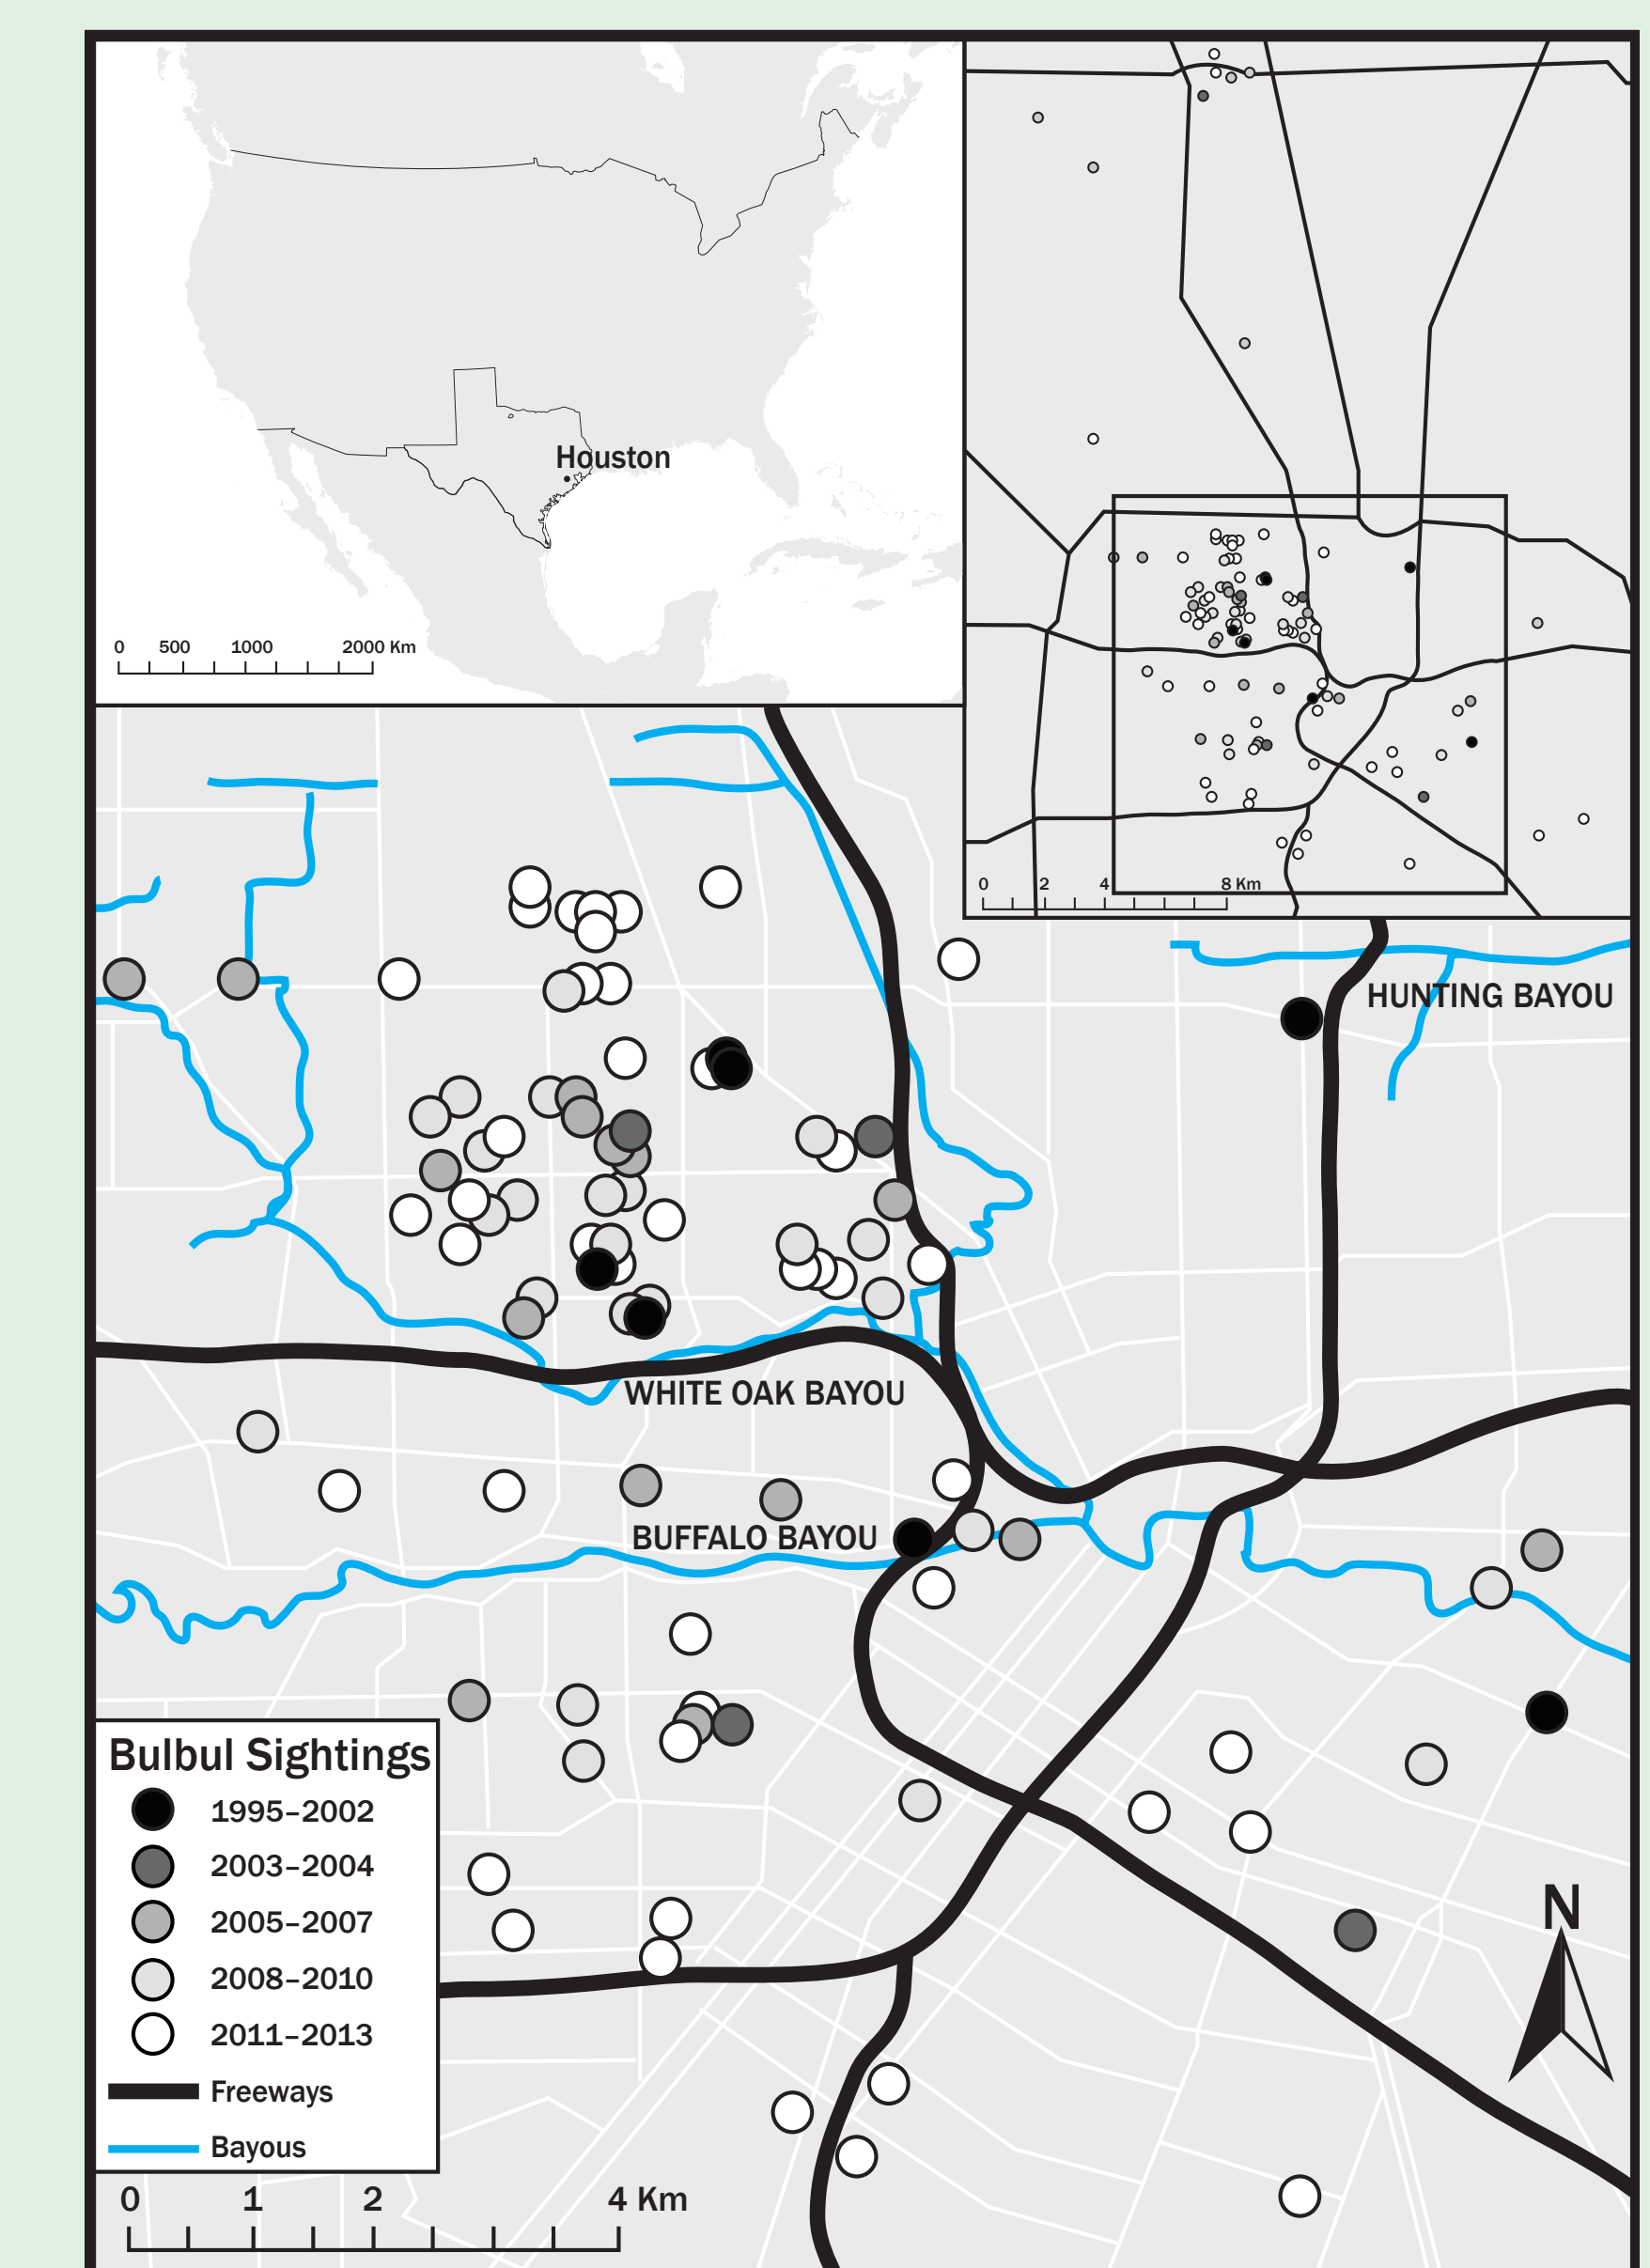 Houston
0 500 1000 2000 Km
0 2 4 8 Km
HUNTING BAYOU
WHITE OAK BAYOU
BUFFALO BAYOU
Bulbul Sightings
1995–2002
2003–2004
2005–2007
2008–2010
2011–2013
Freeways
Bayous
N
0 1 2 4 Km